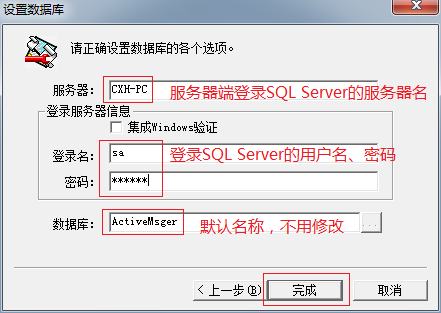 设置数据库
请正确设置数据库的各个选项。
服务器: CXH-PC 服务器端登录SQL Server的服务器名
登录服务器信息
集成Windows验证
登录名: sa 登录SQL Server的用户名、密码
密码: ******
数据库: ActiveMsger 默认名称，不用修改 ...
< 上一步(B) 完成 取消